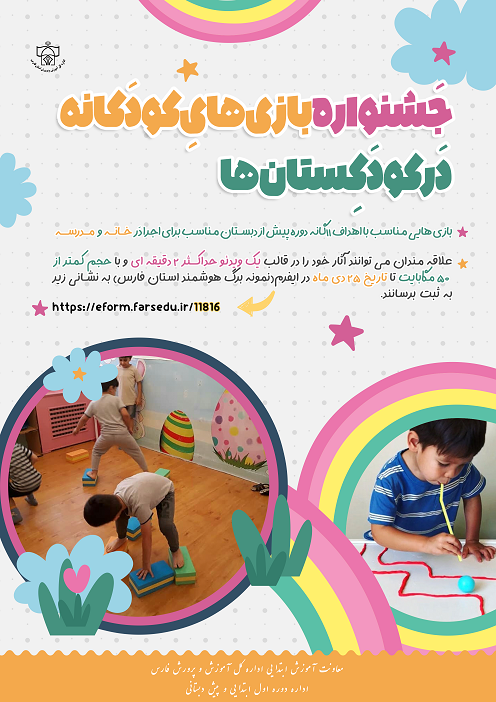 جشنواره بازی‌های کودکانه
در کودکستان‌ها
بازی هایی مناسب با اهداف ۱۱گانه دوره پیش از دبستان مناسب برای اجرا در خانه و مدرسه
علاقه مندان می توانند آثار خود را در قالب یک ویدئو حداکثر ۲ دقیقه ای و با حجم کمتر از
۵۰ مگابایت تا تاریخ ۲۵ دی ماه در ایفرم(نمونه برگ هوشمند استان فارس) به نشانی زیر
به ثبت برسانند.
https://eform.farsedu.ir/11816
معاونت آموزش ابتدایی اداره کل آموزش و پرورش فارس
اداره دوره اول ابتدایی و پیش دبستانی